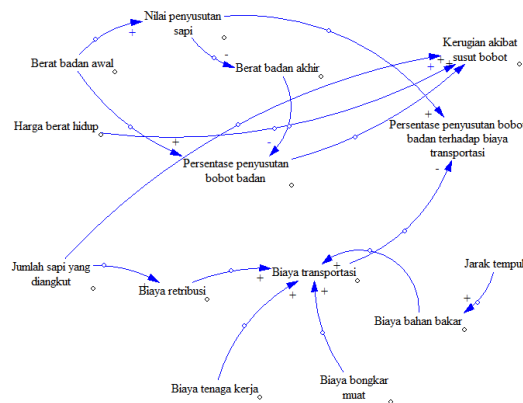 Nilai penyusutan
sapi
Kerugian akibat
susut bobot
Berat badan awal
Berat badan akhir
Harga berat hidup
Persentase penyusutan bobot
badan terhadap biaya
transportasi
Persentase penyusutan
bobot badan
Jumlah sapi yang
diangkut
Biaya transportasi
Jarak tempuh
Biaya retribusi
Biaya bahan bakar
Biaya tenaga kerja
Biaya bongkar
muat